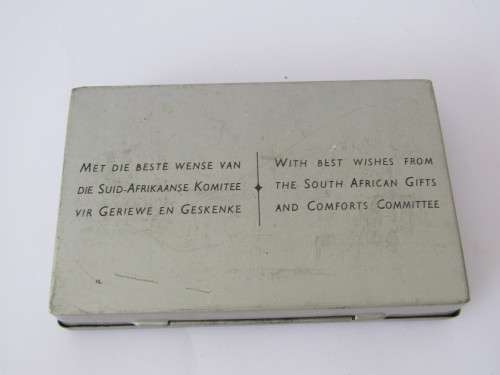 MET DIE BESTE WENSE VAN
DIE SUID-AFRIKAANSE KOMITEE
VIR GERIEWE EN GESKENKE
WITH BEST WISHES FROM
THE SOUTH AFRICAN GIFTS
AND COMFORTS COMMITTEE